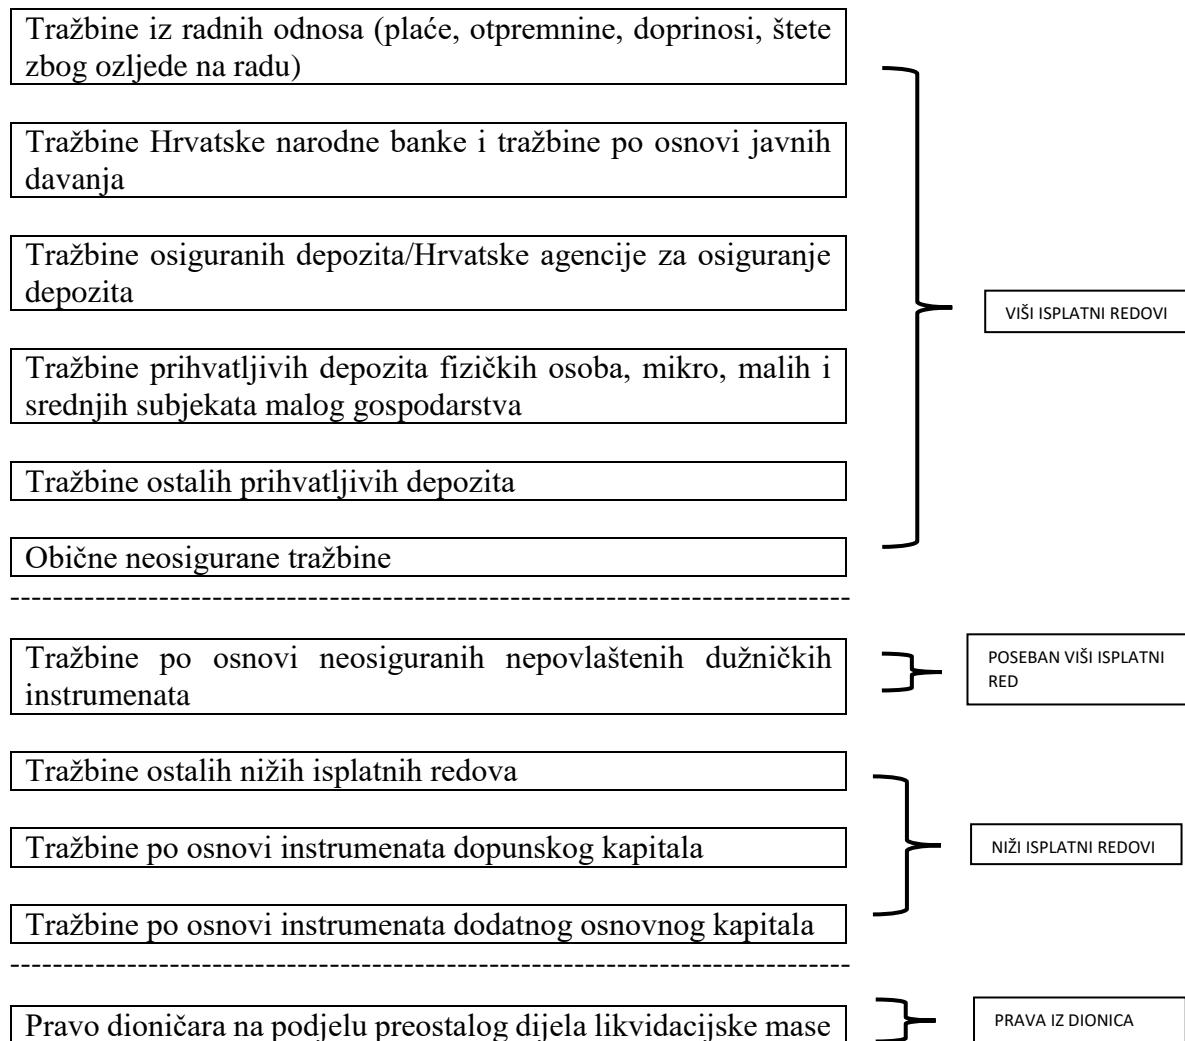 Tražbine iz radnih odnosa (plaće, otpremnine, doprinosi, štete
zbog ozljede na radu)
Tražbine Hrvatske narodne banke i tražbine po osnovi javnih
davanja
Tražbine osiguranih depozita/Hrvatske agencije za osiguranje
depozita
VIŠI ISPLATNI REDOVI
Tražbine prihvatljivih depozita fizičkih osoba, mikro, malih i
srednjih subjekata malog gospodarstva
Tražbine ostalih prihvatljivih depozita
Obične neosigurane tražbine
Tražbine po osnovi neosiguranih nepovlaštenih dužničkih
instrumenata
POSEBAN VIŠI ISPLATNI
RED
Tražbine ostalih nižih isplatnih redova
Tražbine po osnovi instrumenata dopunskog kapitala
NIŽI ISPLATNI REDOVI
Tražbine po osnovi instrumenata dodatnog osnovnog kapitala
Pravo dioničara na podjelu preostalog dijela likvidacijske mase
PRAVA IZ DIONICA